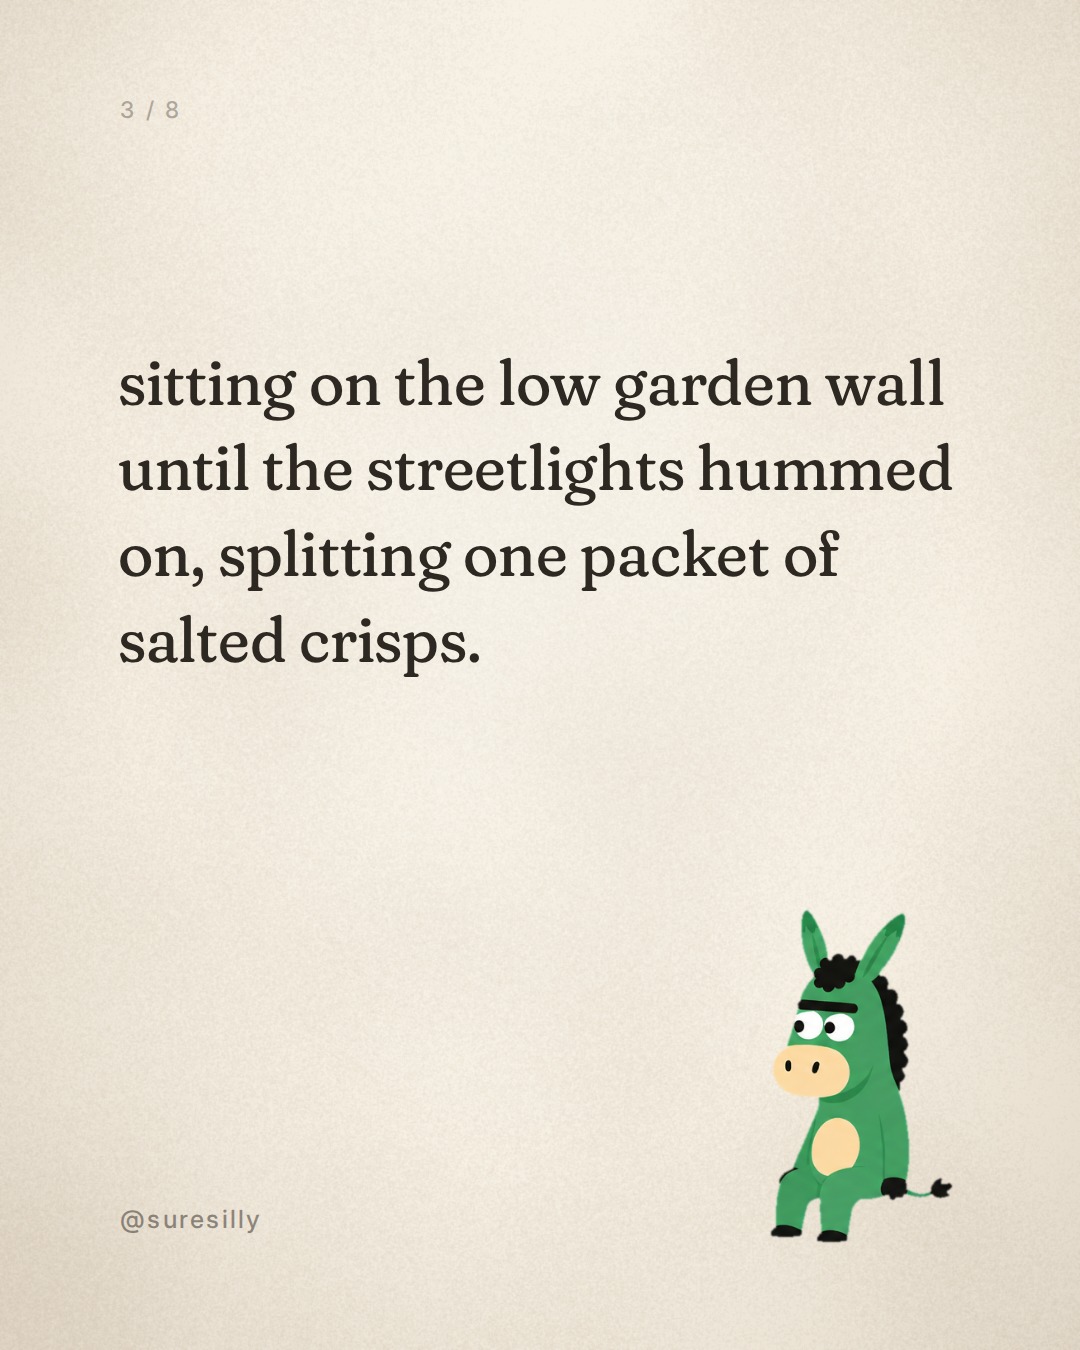 3 / 8
sitting on the low garden wall
until the streetlights hummed
on, splitting one packet of
salted crisps.
@suresilly